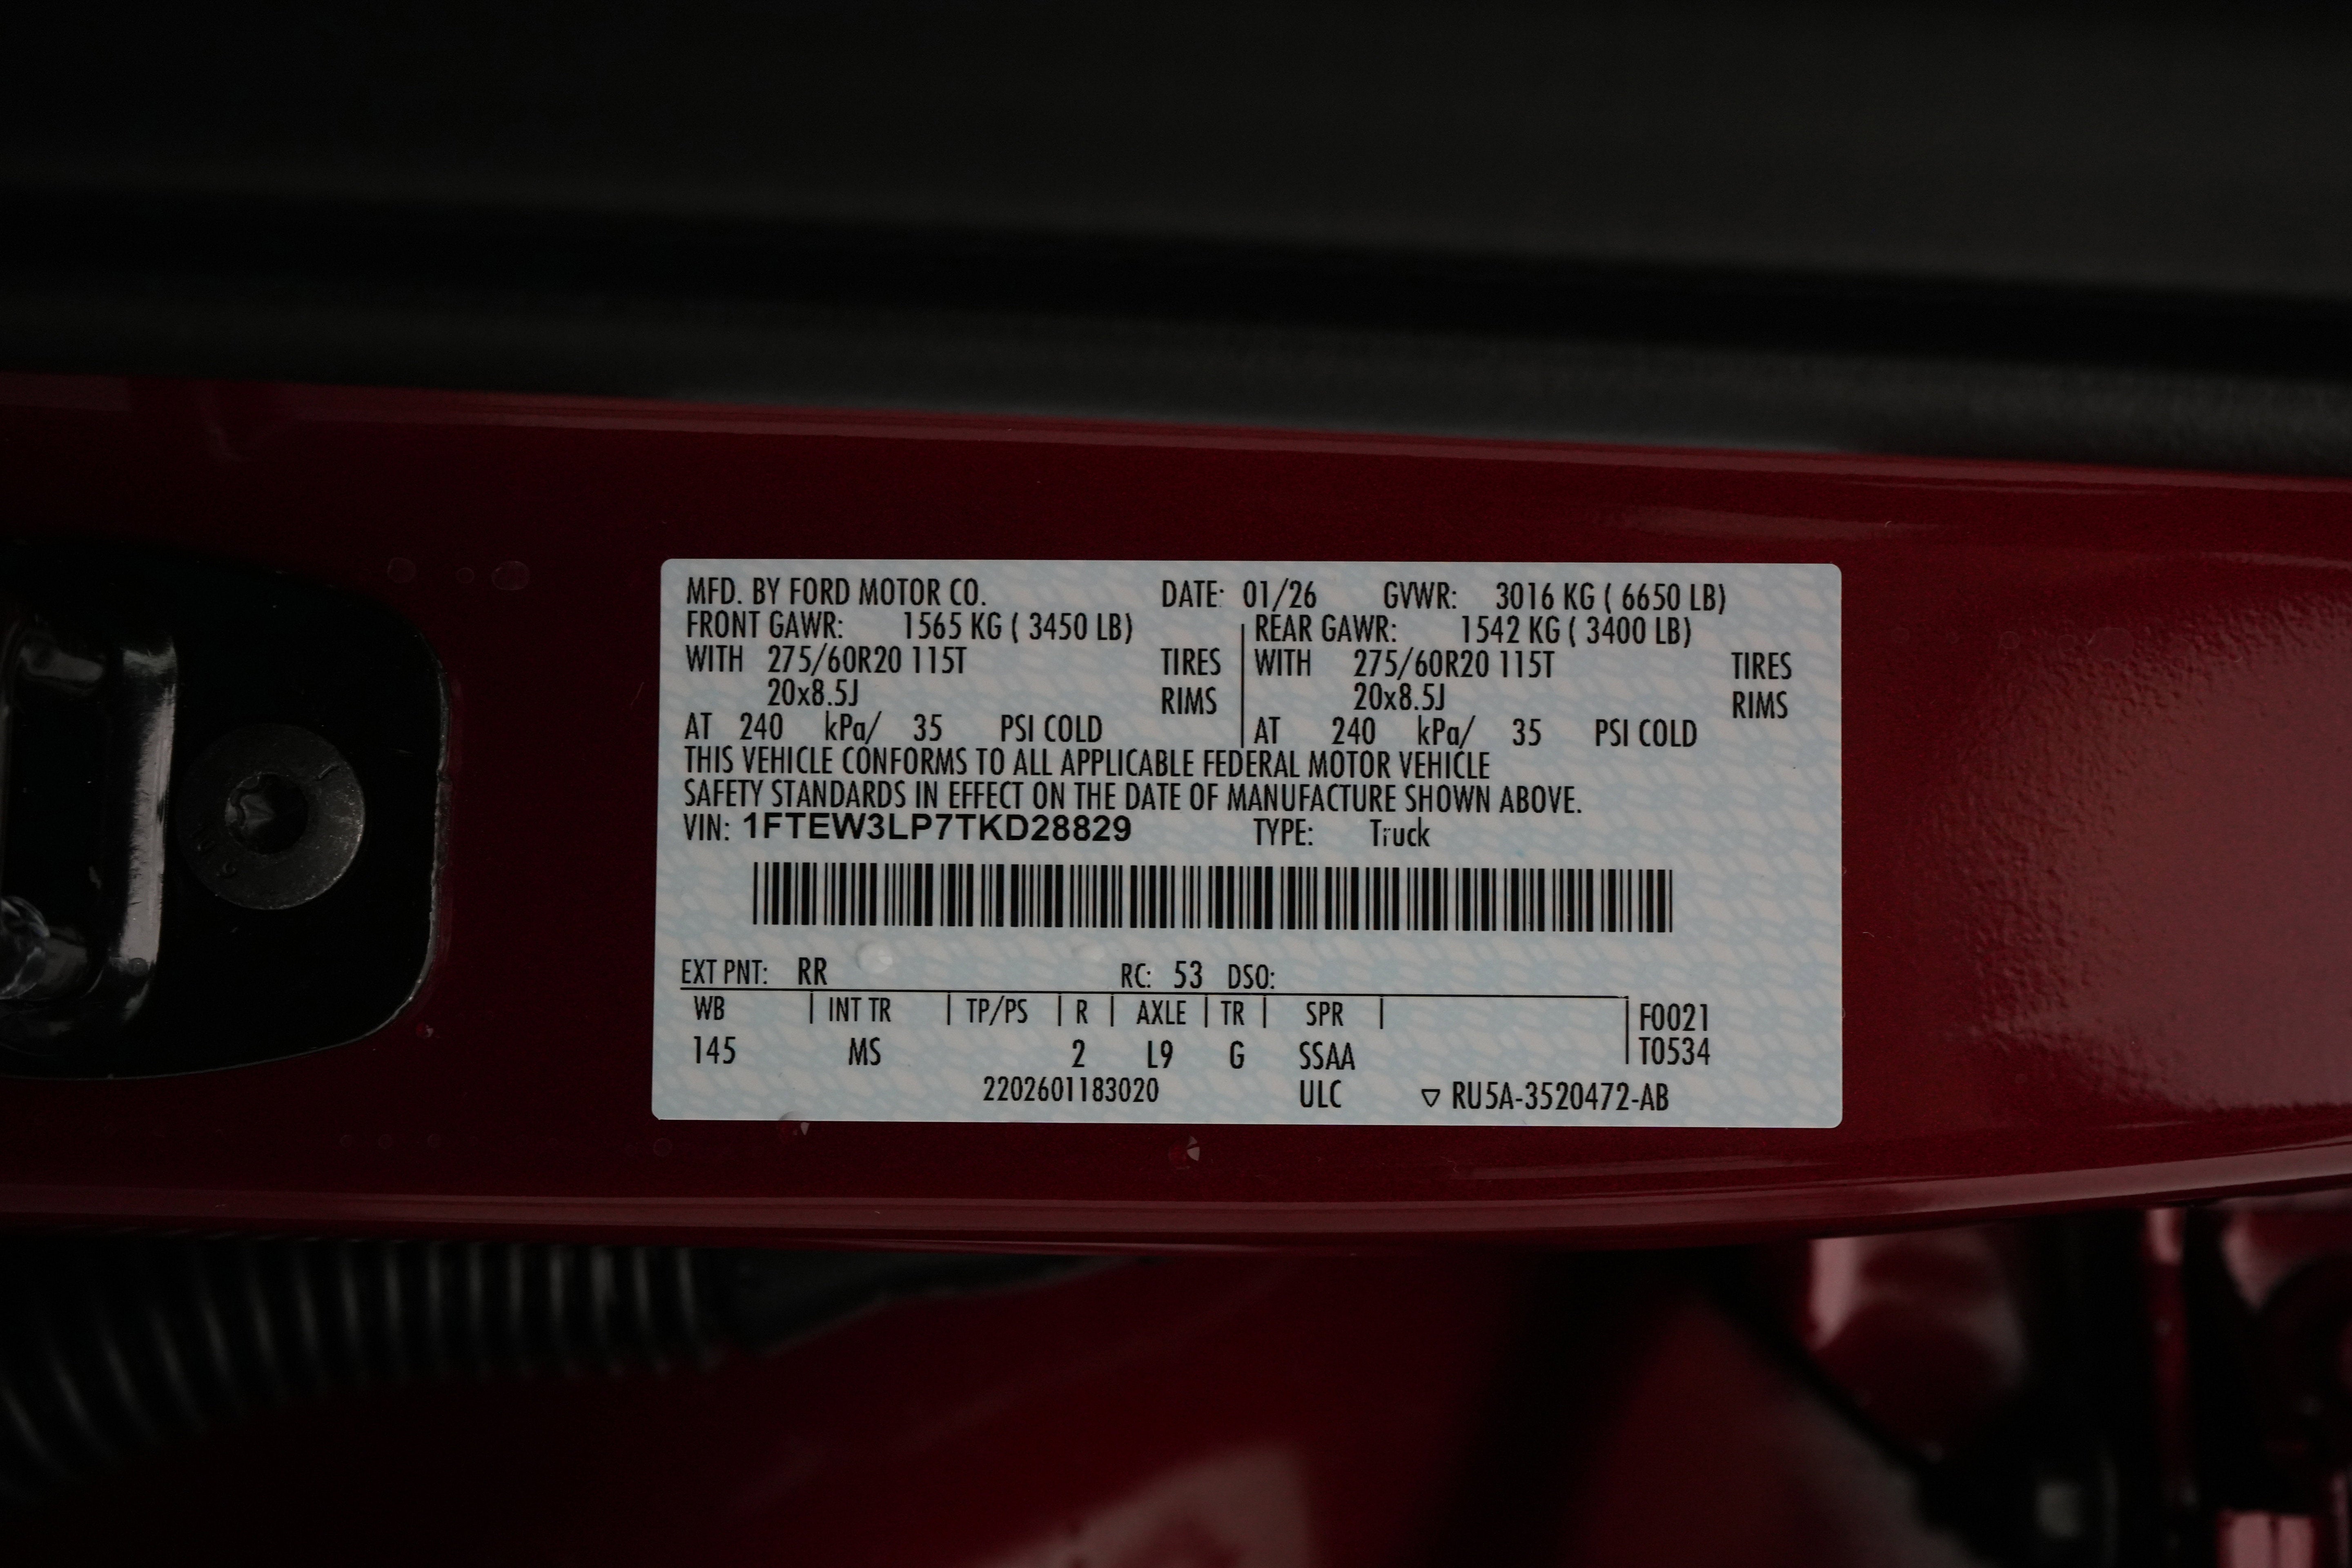 MFD. BY FORD MOTOR CO. DATE: 01/26 GVWR: 3016 KG ( 6650 LB)
FRONT GAWR: 1565 KG ( 3450 LB) REAR GAWR: 1542 KG ( 3400 LB)
WITH 275/60R20 115T TIRES WITH 275/60R20 115T TIRES
20x8.5J RIMS 20x8.5J RIMS
AT 240 kPa/ 35 PSI COLD AT 240 kPa/ 35 PSI COLD
THIS VEHICLE CONFORMS TO ALL APPLICABLE FEDERAL MOTOR VEHICLE
SAFETY STANDARDS IN EFFECT ON THE DATE OF MANUFACTURE SHOWN ABOVE.
VIN: 1FTEW3LP7TKD28829 TYPE: Truck
EXT PNT: RR RC: 53 DSO:
WB | INT TR | TP/PS | R | AXLE | TR | SPR | F0021
145 MS 2 L9 G SSAA T0534
2202601183020 ULC ▽ RU5A-3520472-AB